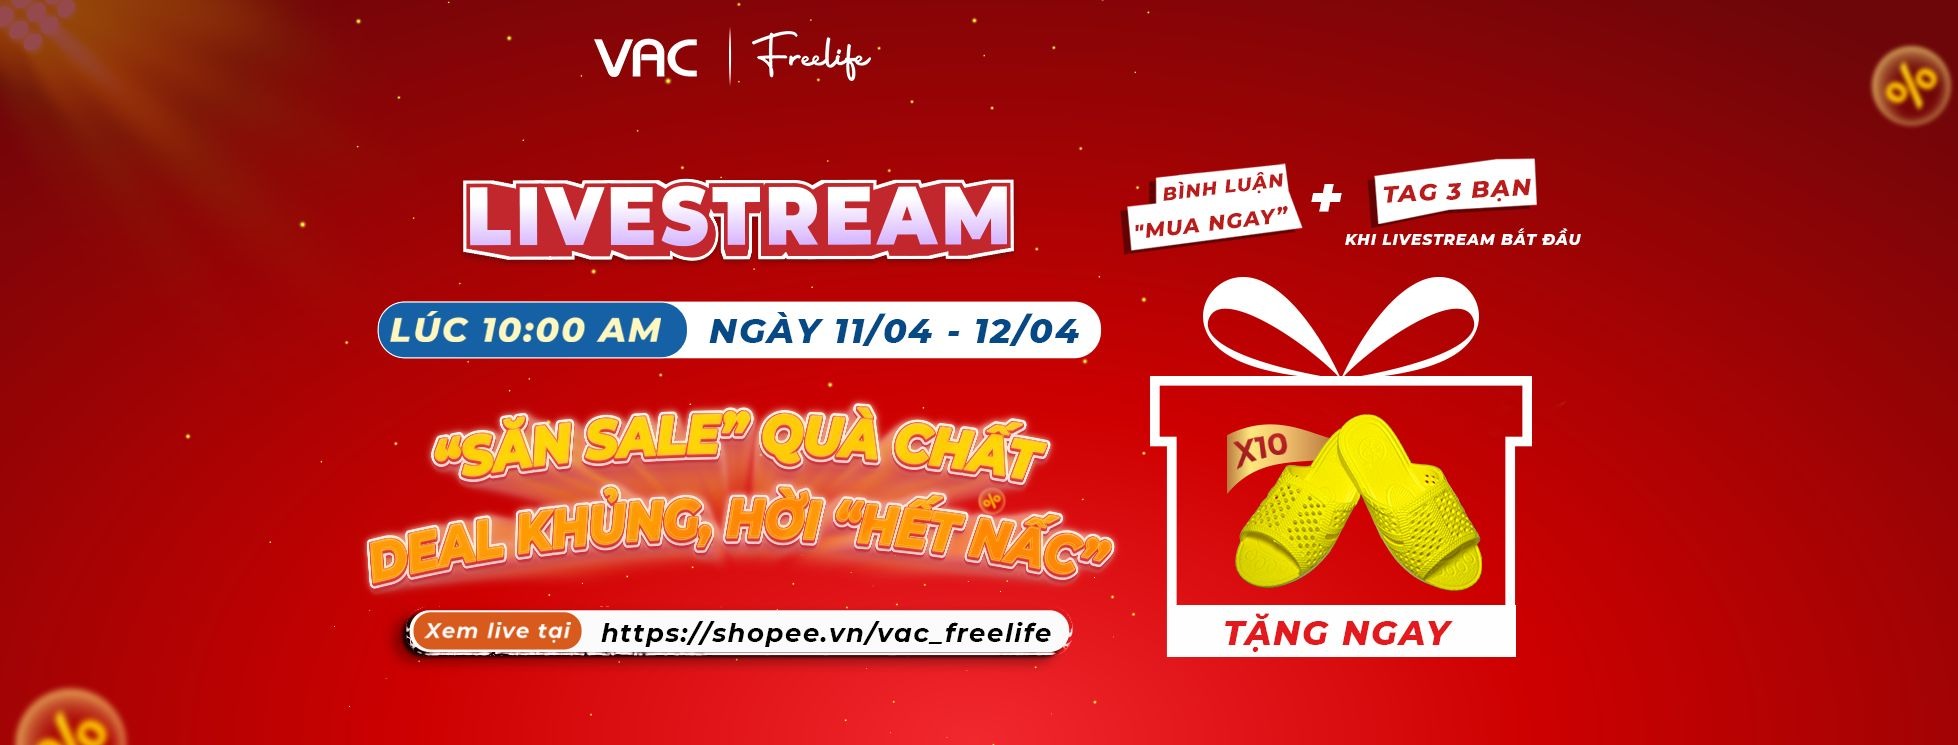 VAC | Freelife
LIVESTREAM
LÚC 10:00 AM NGÀY 11/04 - 12/04
“SĂN SALE” QUÀ CHẤT
DEAL KHỦNG, HỜI “HẾT NẤC”
Xem live tại https://shopee.vn/vac_freelife
BÌNH LUẬN
"MUA NGAY”
+
TAG 3 BẠN
KHI LIVESTREAM BẮT ĐẦU
X10
TẶNG NGAY
%
%
%